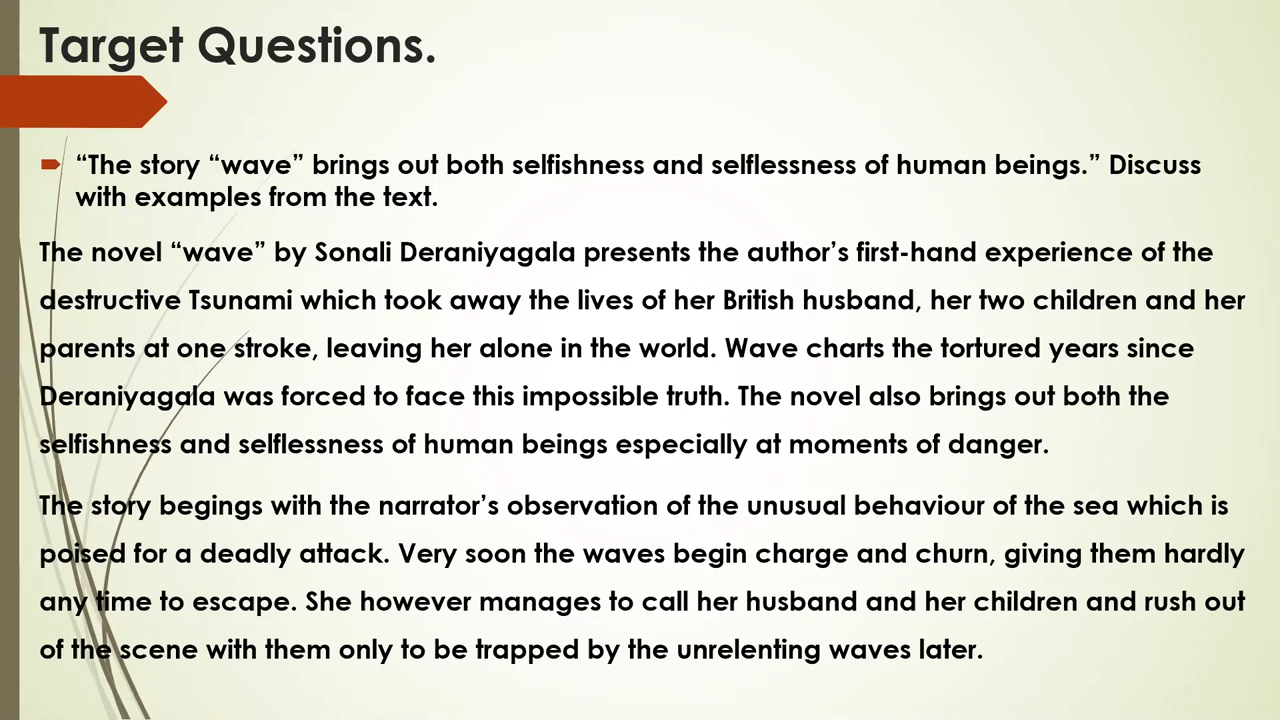 Target Questions.
“The story “wave” brings out both selfishness and selflessness of human beings.” Discuss
with examples from the text.
The novel “wave” by Sonali Deraniyagala presents the author’s first-hand experience of the
destructive Tsunami which took away the lives of her British husband, her two children and her
parents at one stroke, leaving her alone in the world. Wave charts the tortured years since
Deraniyagala was forced to face this impossible truth. The novel also brings out both the
selfishness and selflessness of human beings especially at moments of danger.
The story begings with the narrator’s observation of the unusual behaviour of the sea which is
poised for a deadly attack. Very soon the waves begin charge and churn, giving them hardly
any time to escape. She however manages to call her husband and her children and rush out
of the scene with them only to be trapped by the unrelenting waves later.